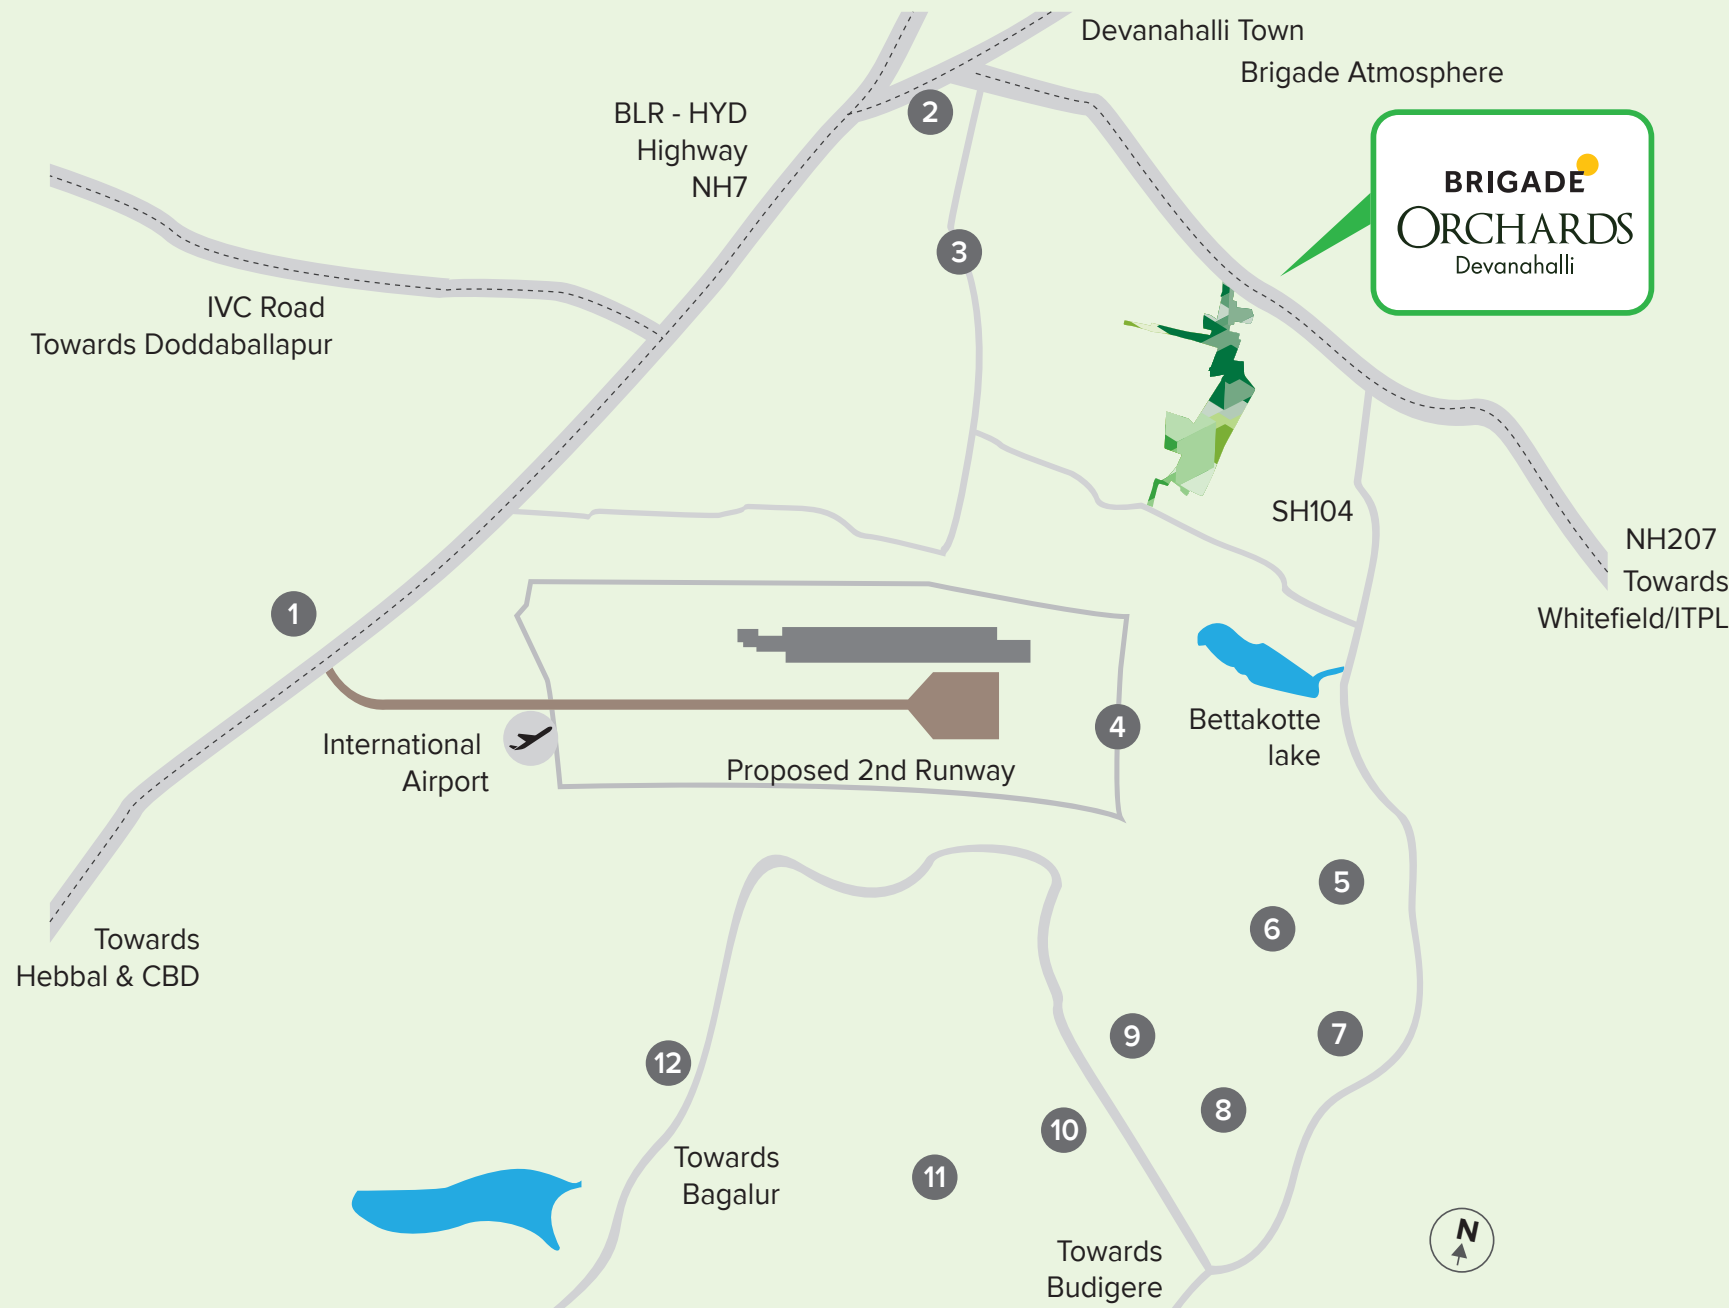 Devanahalli Town
Brigade Atmosphere
BLR - HYD
Highway
NH7
2
BRIGADE
ORCHARDS
Devanahalli
3
IVC Road
Towards Doddaballapur
SH104
NH207
Towards
Whitefield/ITPL
1
International
Airport
Proposed 2nd Runway
4
Bettakotte
lake
5
6
Towards
Hebbal & CBD
7
9
12
8
10
11
Towards
Bagalur
Towards
Budigere
N